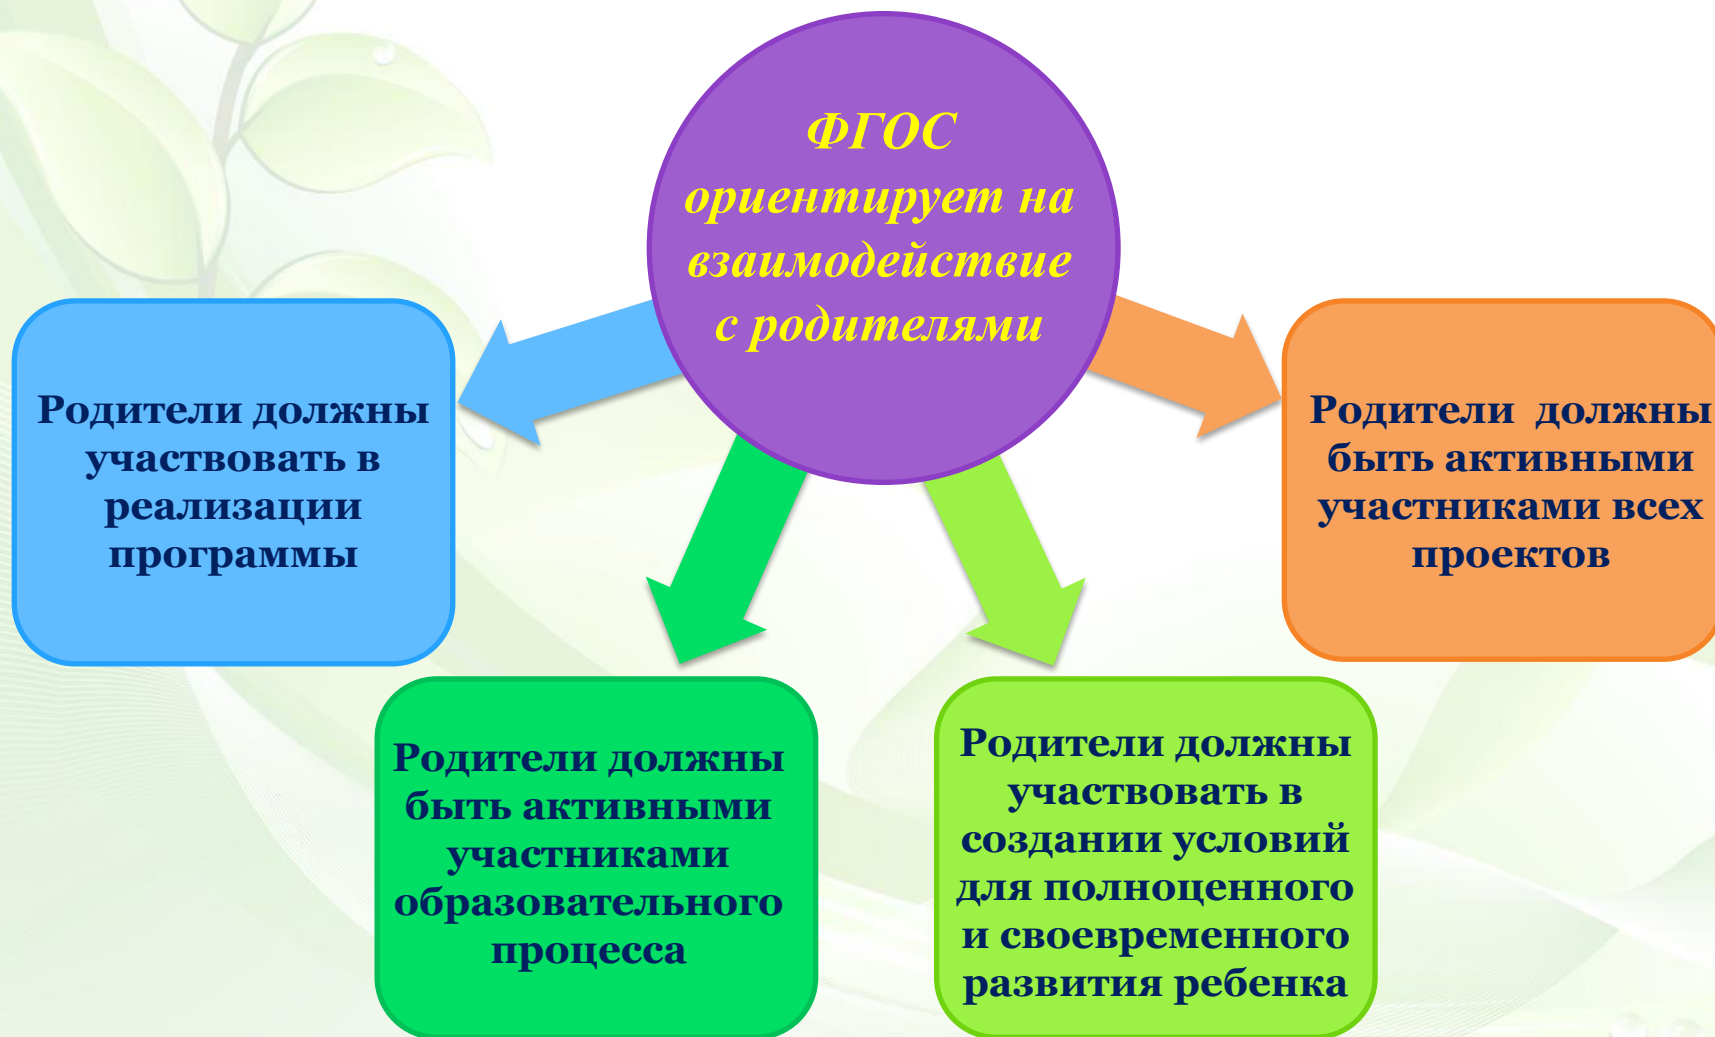 ФГОС
ориентирует на
взаимодействие
с родителями
Родители должны
участвовать в
реализации
программы
Родители должны
быть активными
участниками
образовательного
процесса
Родители должны
участвовать в
создании условий
для полноценного
и своевременного
развития ребенка
Родители должны
быть активными
участниками всех
проектов